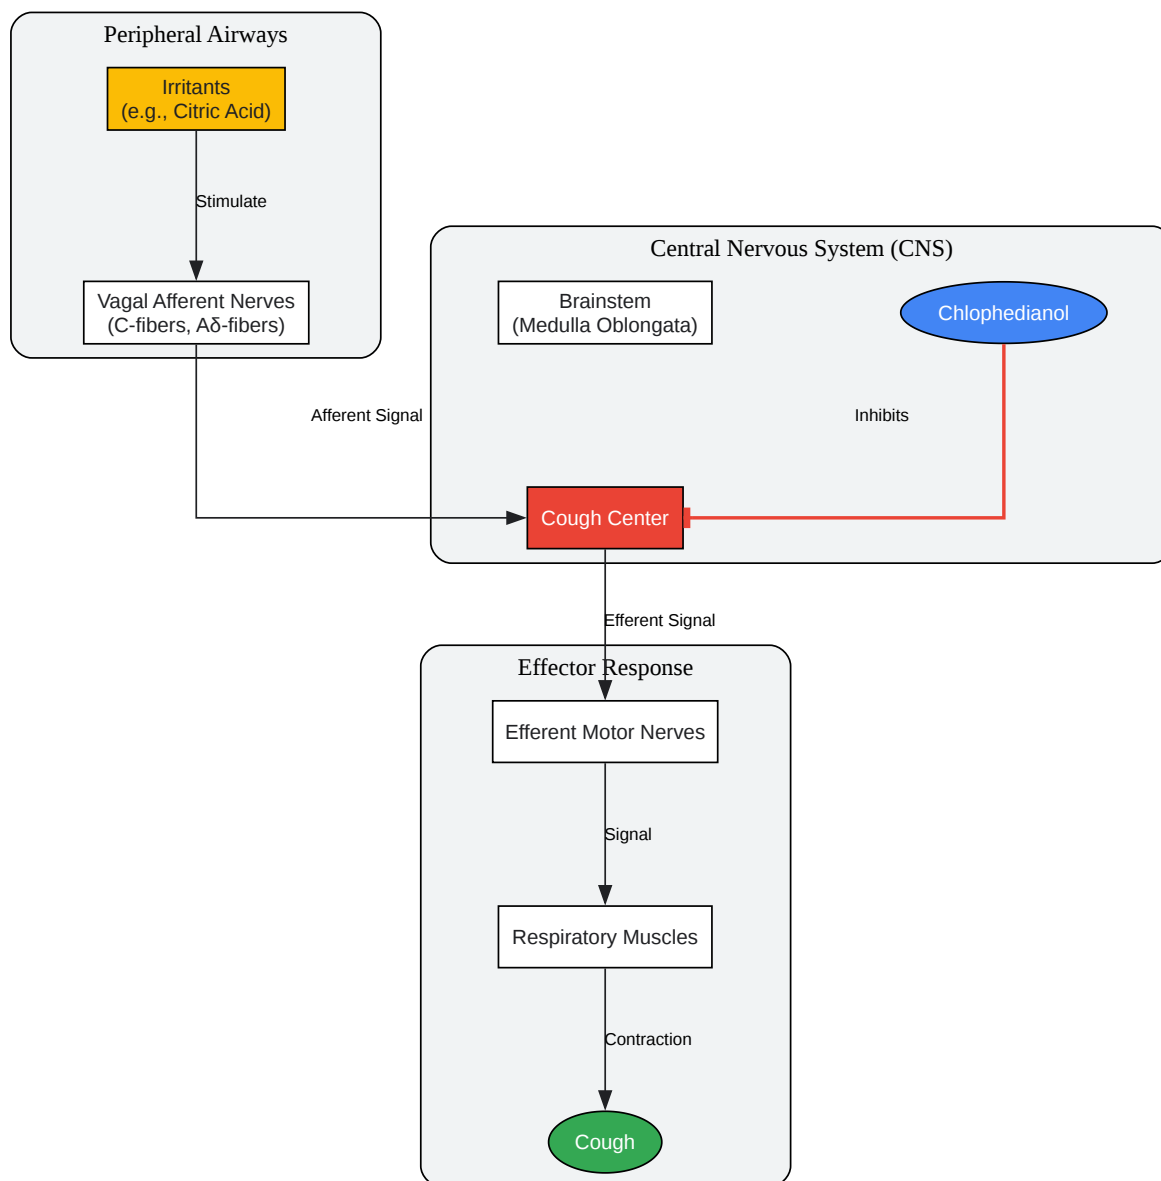 Peripheral Airways
Irritants
(e.g., Citric Acid)
Stimulate
Vagal Afferent Nerves
(C-fibers, Aδ-fibers)
Afferent Signal
Central Nervous System (CNS)
Brainstem
(Medulla Oblongata)
Chlophedianol
Inhibits
Cough Center
Efferent Signal
Effector Response
Efferent Motor Nerves
Signal
Respiratory Muscles
Contraction
Cough